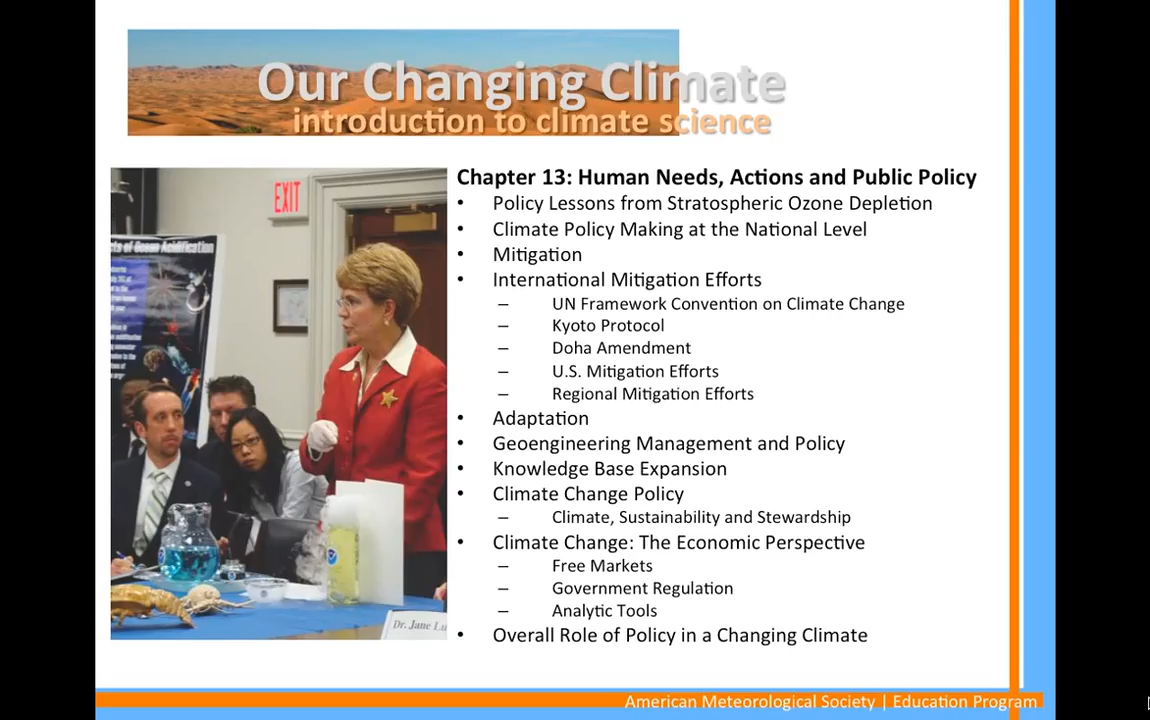 Our Changing Climate
introduction to climate science
Chapter 13: Human Needs, Actions and Public Policy
• Policy Lessons from Stratospheric Ozone Depletion
• Climate Policy Making at the National Level
• Mitigation
• International Mitigation Efforts
– UN Framework Convention on Climate Change
– Kyoto Protocol
– Doha Amendment
– U.S. Mitigation Efforts
– Regional Mitigation Efforts
• Adaptation
• Geoengineering Management and Policy
• Knowledge Base Expansion
• Climate Change Policy
– Climate, Sustainability and Stewardship
• Climate Change: The Economic Perspective
– Free Markets
– Government Regulation
– Analytic Tools
• Overall Role of Policy in a Changing Climate
EXIT
of Ocean Acidification
Dr. Jane Lu
American Meteorological Society | Education Program